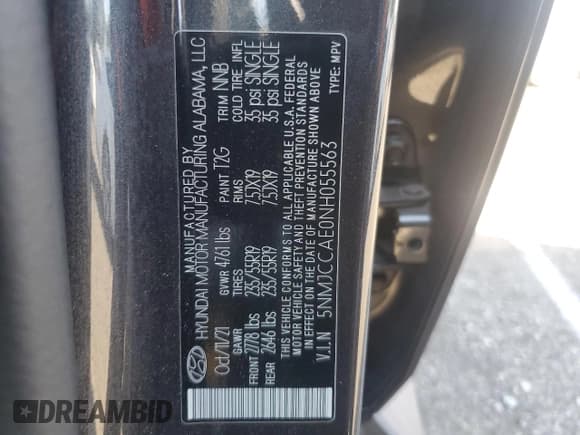 MANUFACTURED BY
HYUNDAI MOTOR MANUFACTURING ALABAMA, LLC
Oct/11/21 GVWR 4761 lbs PAINT T2G TRIM NNB
GAWR TIRES RIMS COLD TIRE INFL
FRONT 2778 lbs 235/55R19 7.5JX19 35 psi SINGLE
REAR 2646 lbs 235/55R19 7.5JX19 35 psi SINGLE
THIS VEHICLE CONFORMS TO ALL APPLICABLE U.S.A. FEDERAL
MOTOR VEHICLE SAFETY AND THEFT PREVENTION STANDARDS
IN EFFECT ON THE DATE OF MANUFACTURE SHOWN ABOVE
V.I.N 5NMJCCAE0NH055563 TYPE: MPV
DREAMBID